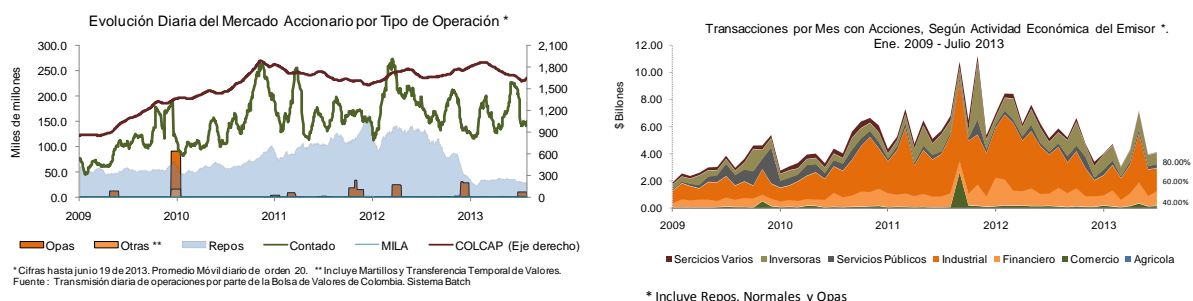 Evolución Diaria del Mercado Accionario por Tipo de Operación *
300.0
250.0
200.0
150.0
100.0
50.0
0.0
Miles de millones
2,100
1,800
1,500
1,200
900
600
300
0
2009
2010
2011
2012
2013
Opas
Otras **
Repos
Contado
MILA
COLCAP (Eje derecho)
* Cifras hasta junio 19 de 2013. Promedio Móvil diario de orden 20. ** Incluye Martillos y Transferencia Temporal de Valores.
Fuente : Transmisión diaria de operaciones por parte de la Bolsa de Valores de Colombia. Sistema Batch
Transacciones por Mes con Acciones, Según Actividad Económica del Emisor *.
Ene. 2009 - Julio 2013
12.00
10.00
8.00
6.00
4.00
2.00
0.00
$ Billones
80.00%
60.00%
40.00%
2009
2010
2011
2012
2013
Sercicios Varios
Inversoras
Servicios Públicos
Industrial
Financiero
Comercio
Agricola
* Incluye Repos, Normales y Opas